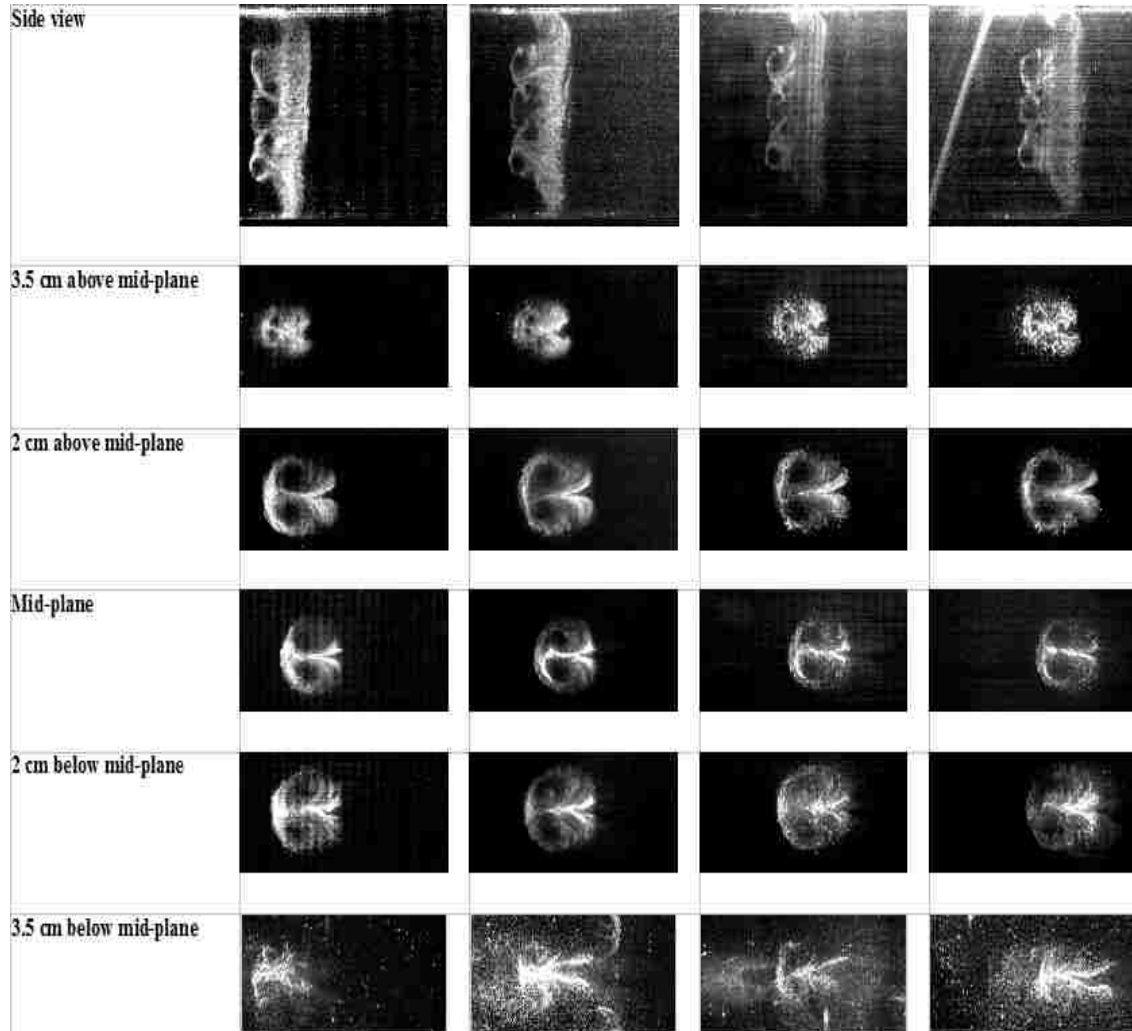 Side view
3.5 cm above mid-plane
2 cm above mid-plane
Mid-plane
2 cm below mid-plane
3.5 cm below mid-plane